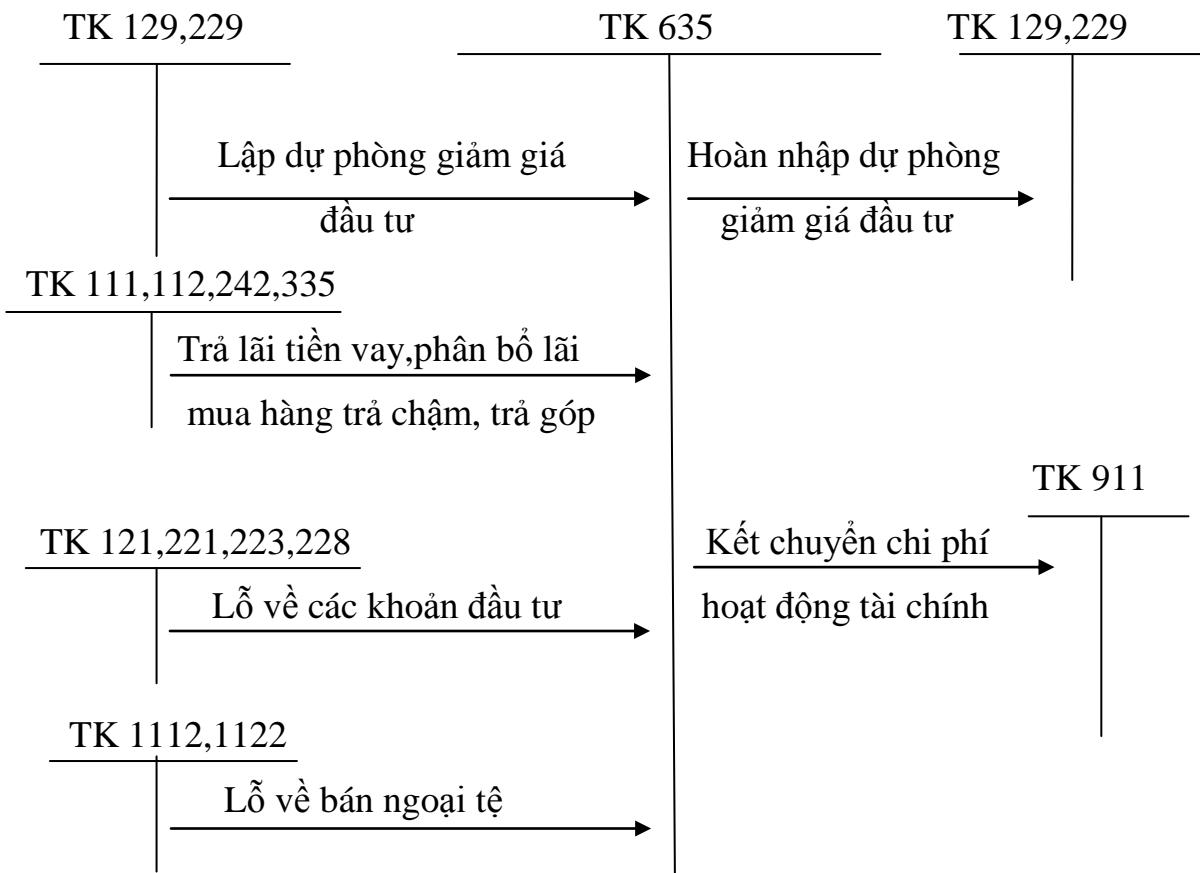 TK 129,229
TK 635
TK 129,229
Lập dự phòng giảm giá
đầu tư
Hoàn nhập dự phòng
giảm giá đầu tư
TK 111,112,242,335
Trả lãi tiền vay,phân bổ lãi
mua hàng trả chậm, trả góp
TK 911
TK 121,221,223,228
Lỗ về các khoản đầu tư
Kết chuyển chi phí
hoạt động tài chính
TK 1112,1122
Lỗ về bán ngoại tệ